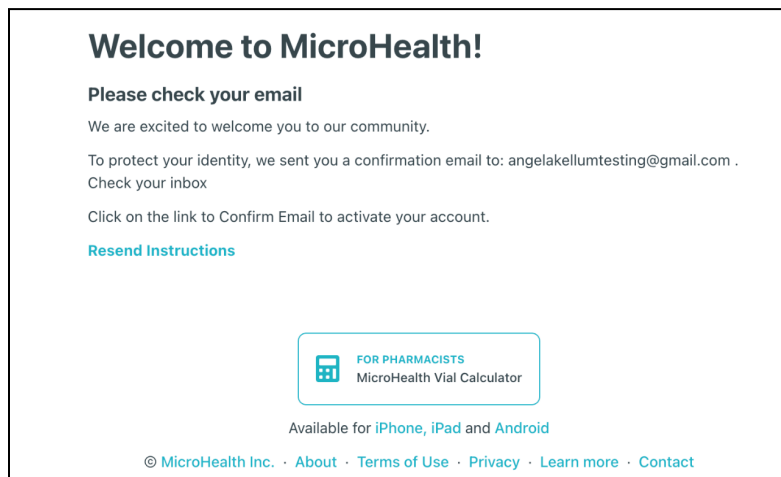 Welcome to MicroHealth!
Please check your email
We are excited to welcome you to our community.
To protect your identity, we sent you a confirmation email to: angelakellumtesting@gmail.com .
Check your inbox
Click on the link to Confirm Email to activate your account.
Resend Instructions
FOR PHARMACISTS
MicroHealth Vial Calculator
Available for iPhone, iPad and Android
© MicroHealth Inc. · About · Terms of Use · Privacy · Learn more · Contact